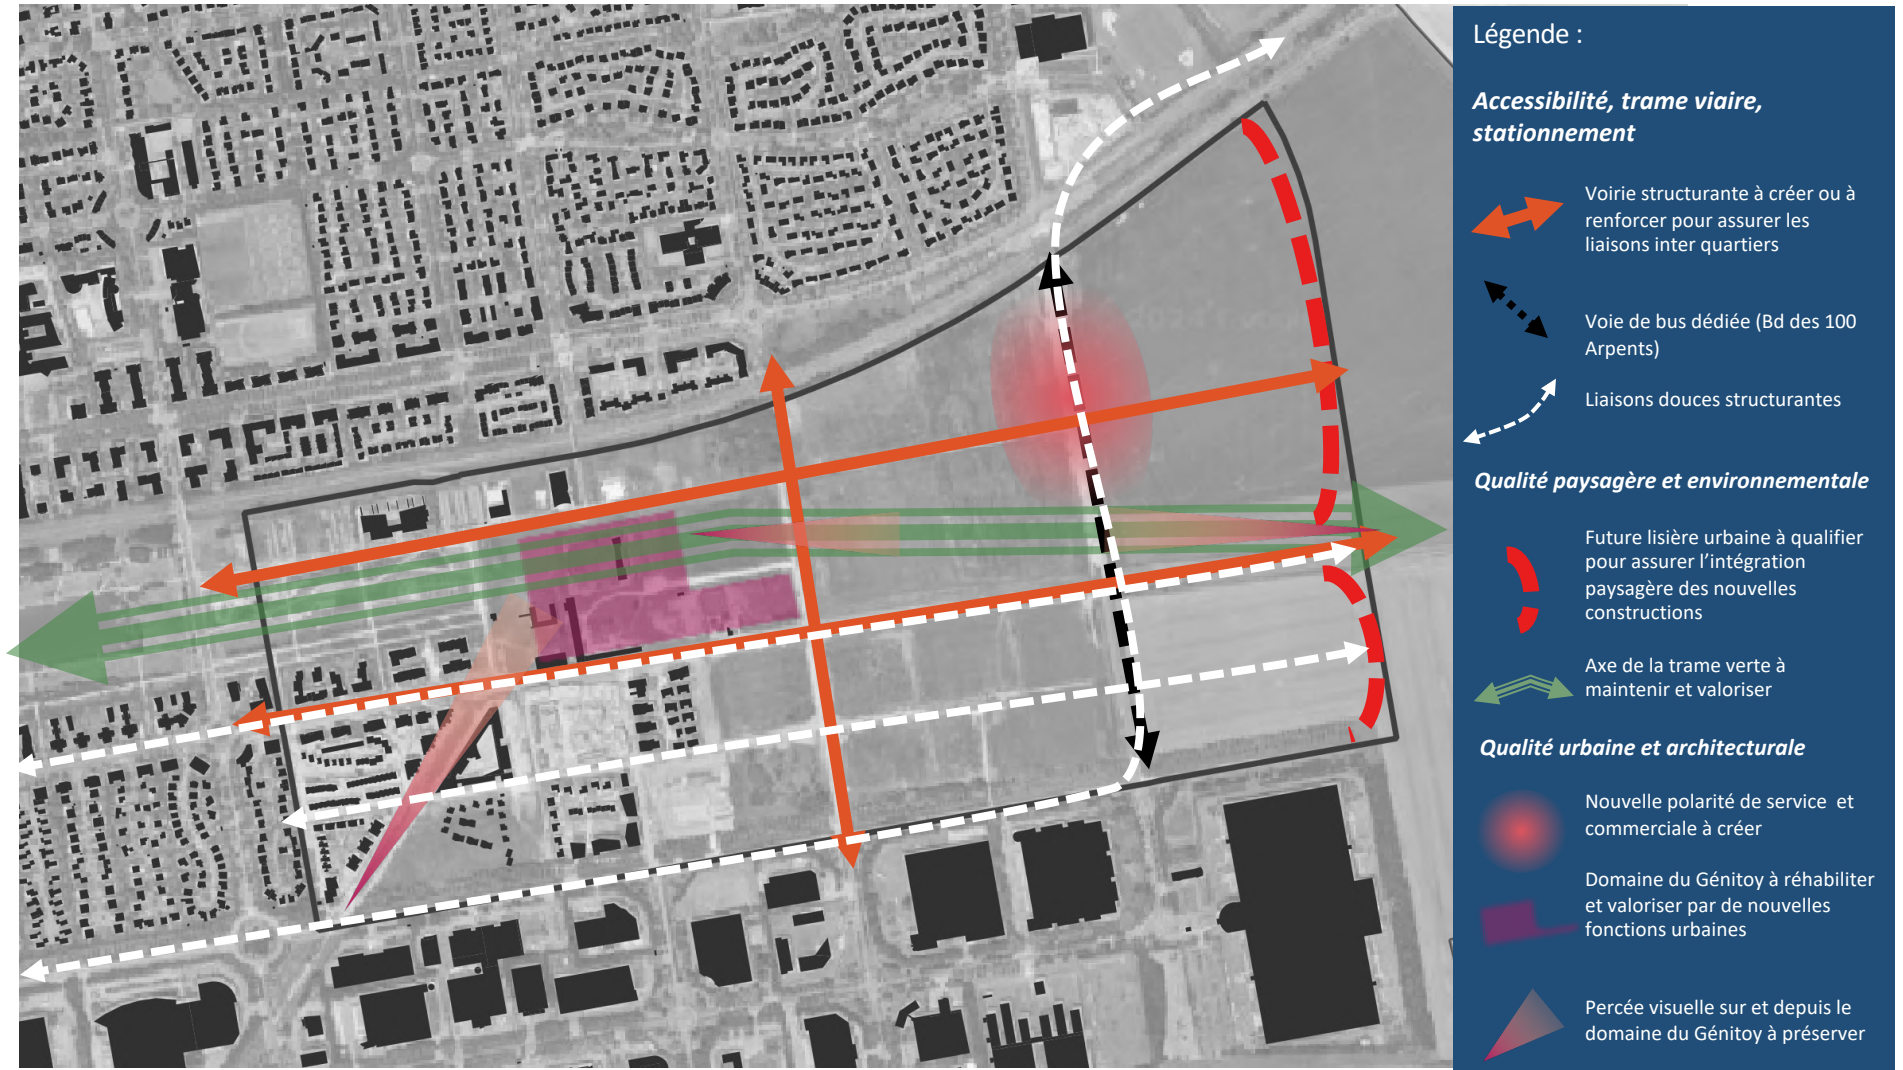 Légende :
Accessibilité, trame viaire,
stationnement
Voirie structurante à créer ou à
renforcer pour assurer les
liaisons inter quartiers
Voie de bus dédiée (Bd des 100
Arpents)
Liaisons douces structurantes
Qualité paysagère et environnementale
Future lisière urbaine à qualifier
pour assurer l'intégration
paysagère des nouvelles
constructions
Axe de la trame verte à
maintenir et valoriser
Qualité urbaine et architecturale
Nouvelle polarité de service et
commerciale à créer
Domaine du Génitoy à réhabiliter
et valoriser par de nouvelles
fonctions urbaines
Percée visuelle sur et depuis le
domaine du Génitoy à préserver